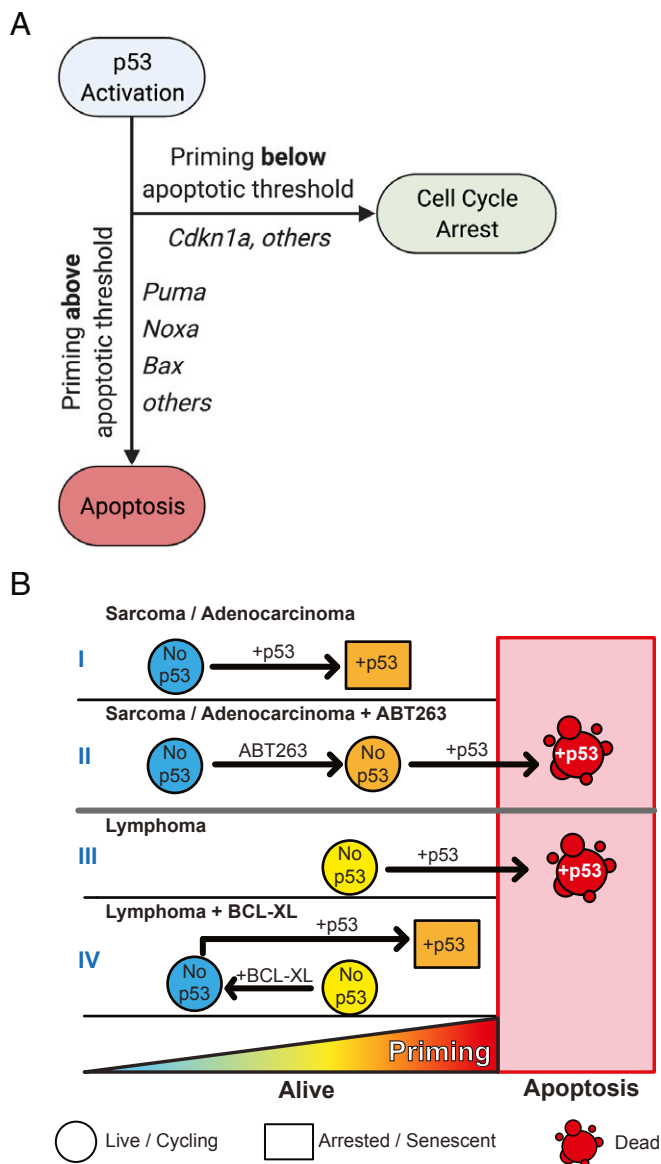 A
p53
Activation
Priming below
apoptotic threshold
Cell Cycle
Arrest
Cdkn1a, others
Priming above
apoptotic threshold
Puma
Noxa
Bax
others
Apoptosis
B
Sarcoma / Adenocarcinoma
I
No
p53
+p53
+p53
Sarcoma / Adenocarcinoma + ABT263
II
No
p53
ABT263
No
p53
+p53
+p53
Lymphoma
III
No
p53
+p53
+p53
Lymphoma + BCL-XL
IV
+p53
+p53
No
p53
+BCL-XL
No
p53
Priming
Alive
Apoptosis
Live / Cycling
Arrested / Senescent
Dead